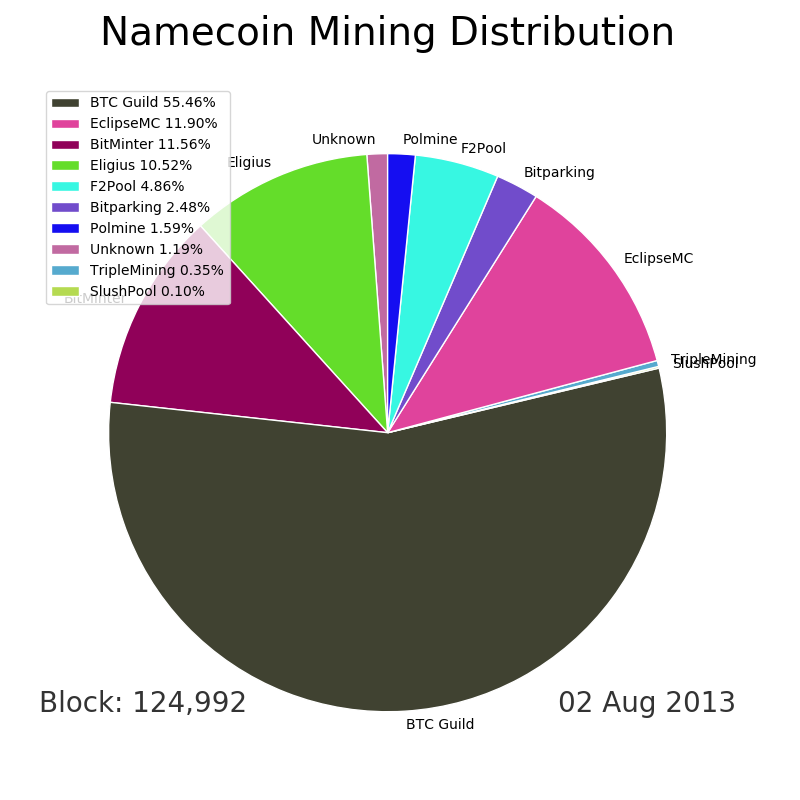 Namecoin Mining Distribution
BTC Guild 55.46%
EclipseMC 11.90%
BitMinter 11.56%
Eligius 10.52%
F2Pool 4.86%
Bitparking 2.48%
Polmine 1.59%
Unknown 1.19%
TripleMining 0.35%
SlushPool 0.10%
Unknown
Polmine
F2Pool
Eligius
Bitparking
EclipseMC
BitMinter
TripleMining
SlushPool
Block: 124,992
02 Aug 2013
BTC Guild